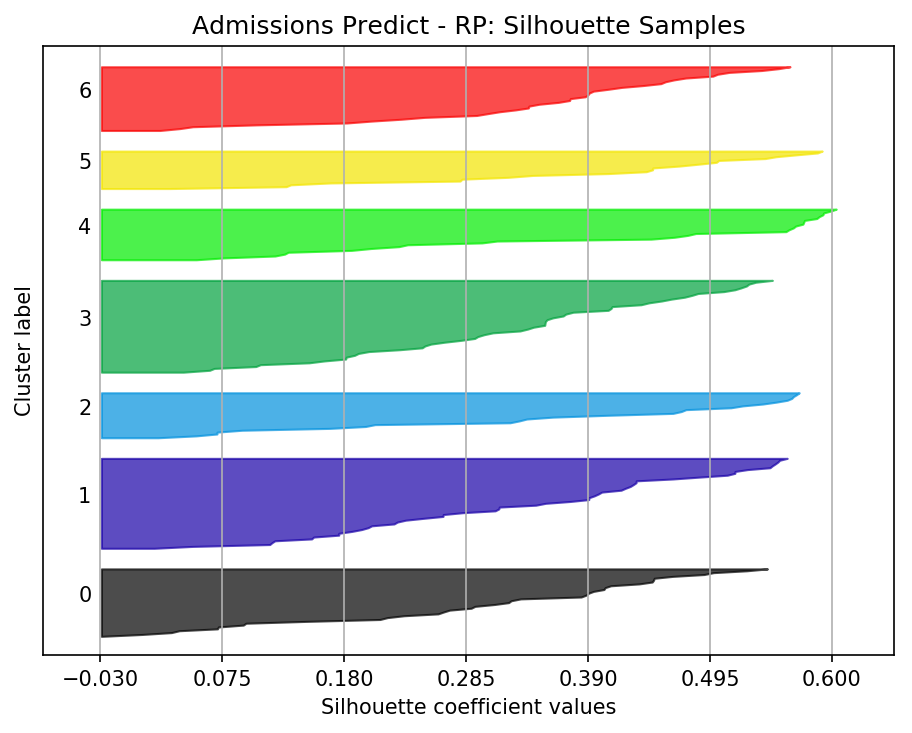 Admissions Predict - RP: Silhouette Samples
6
5
4
3
2
1
0
Cluster label
−0.030 0.075 0.180 0.285 0.390 0.495 0.600
Silhouette coefficient values